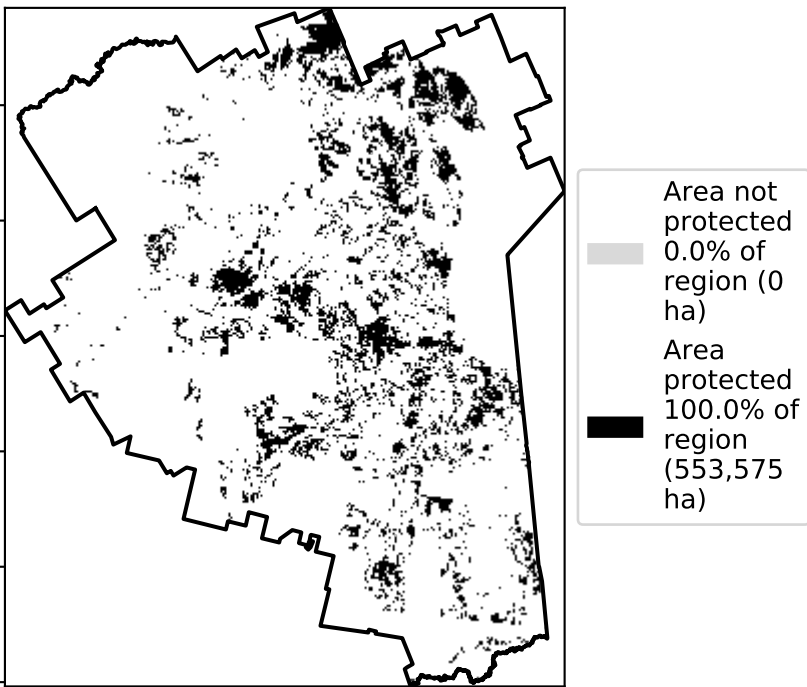 Area not
protected
0.0% of
region (0
ha)
Area
protected
100.0% of
region
(553,575
ha)